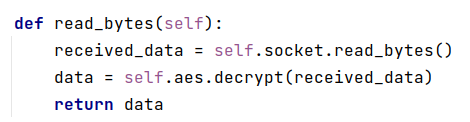 def read_bytes(self):
    received_data = self.socket.read_bytes()
    data = self.aes.decrypt(received_data)
    return data